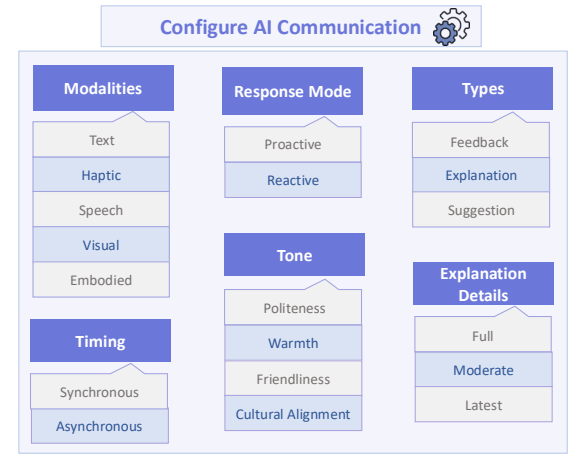 Configure AI Communication
Modalities
Text
Haptic
Speech
Visual
Embodied
Timing
Synchronous
Asynchronous
Response Mode
Proactive
Reactive
Tone
Politeness
Warmth
Friendliness
Cultural Alignment
Types
Feedback
Explanation
Suggestion
Explanation
Details
Full
Moderate
Latest